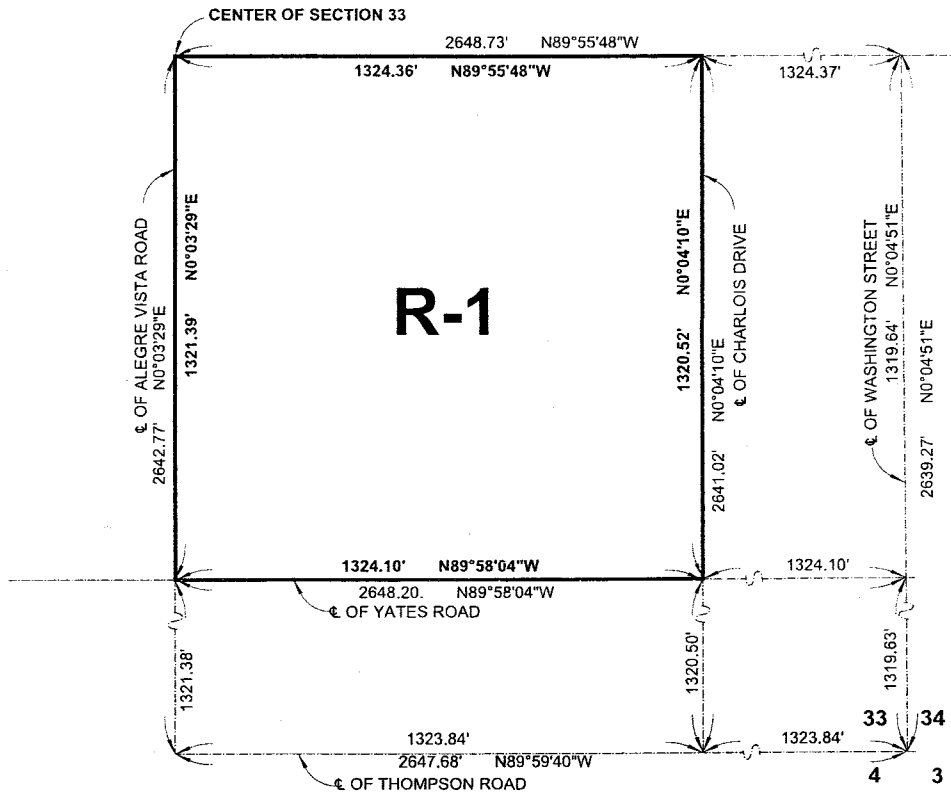 CENTER OF SECTION 33
2648.73' N89°55'48"W
1324.36' N89°55'48"W
1324.37'
℄ OF ALEGRE VISTA ROAD
N0°03'29"E
2642.77'
N0°03'29"E
1321.39'
R-1
N0°04'10"E
1320.52'
℄ OF CHARLOIS DRIVE
N0°04'10"E
2641.02'
℄ OF WASHINGTON STREET
N0°04'51"E
1319.64'
N0°04'51"E
2639.27'
1324.10' N89°58'04"W
2648.20. N89°58'04"W
1324.10'
℄ OF YATES ROAD
1321.38'
1320.50'
1319.63'
33 34
1323.84'
1323.84'
2647.68' N89°59'40"W
℄ OF THOMPSON ROAD
4 3